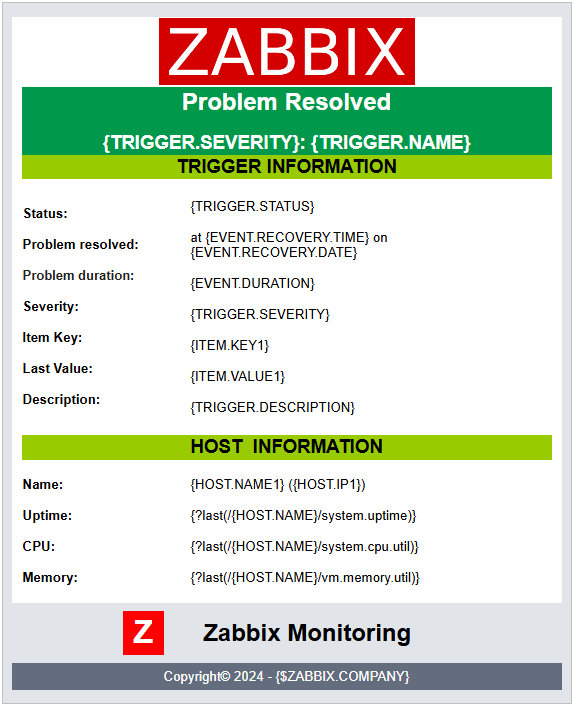 ZABBIX
Problem Resolved
{TRIGGER.SEVERITY}: {TRIGGER.NAME}
TRIGGER INFORMATION
Status: {TRIGGER.STATUS}
Problem resolved: at {EVENT.RECOVERY.TIME} on
{EVENT.RECOVERY.DATE}
Problem duration: {EVENT.DURATION}
Severity: {TRIGGER.SEVERITY}
Item Key: {ITEM.KEY1}
Last Value: {ITEM.VALUE1}
Description: {TRIGGER.DESCRIPTION}
HOST  INFORMATION
Name: {HOST.NAME1} ({HOST.IP1})
Uptime: {?last(/{HOST.NAME}/system.uptime)}
CPU: {?last(/{HOST.NAME}/system.cpu.util)}
Memory: {?last(/{HOST.NAME}/vm.memory.util)}
Z Zabbix Monitoring
Copyright© 2024 - {$ZABBIX.COMPANY}